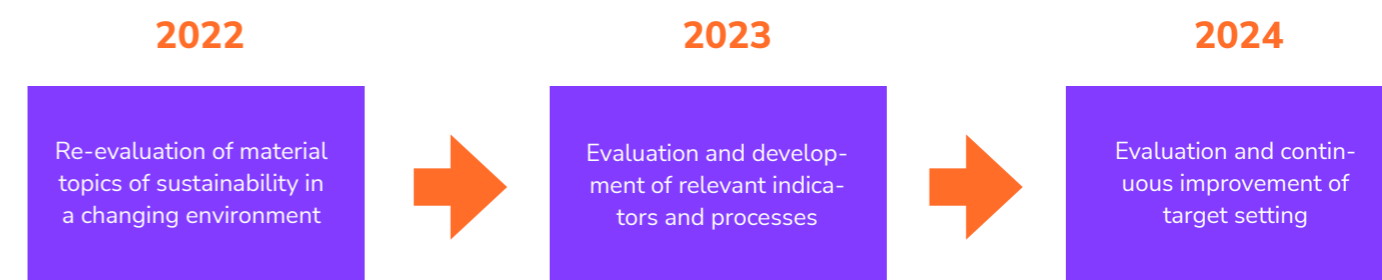 2022
Re-evaluation of material
topics of sustainability in
a changing environment
2023
Evaluation and develop-
ment of relevant indica-
tors and processes
2024
Evaluation and contin-
uous improvement of
target setting